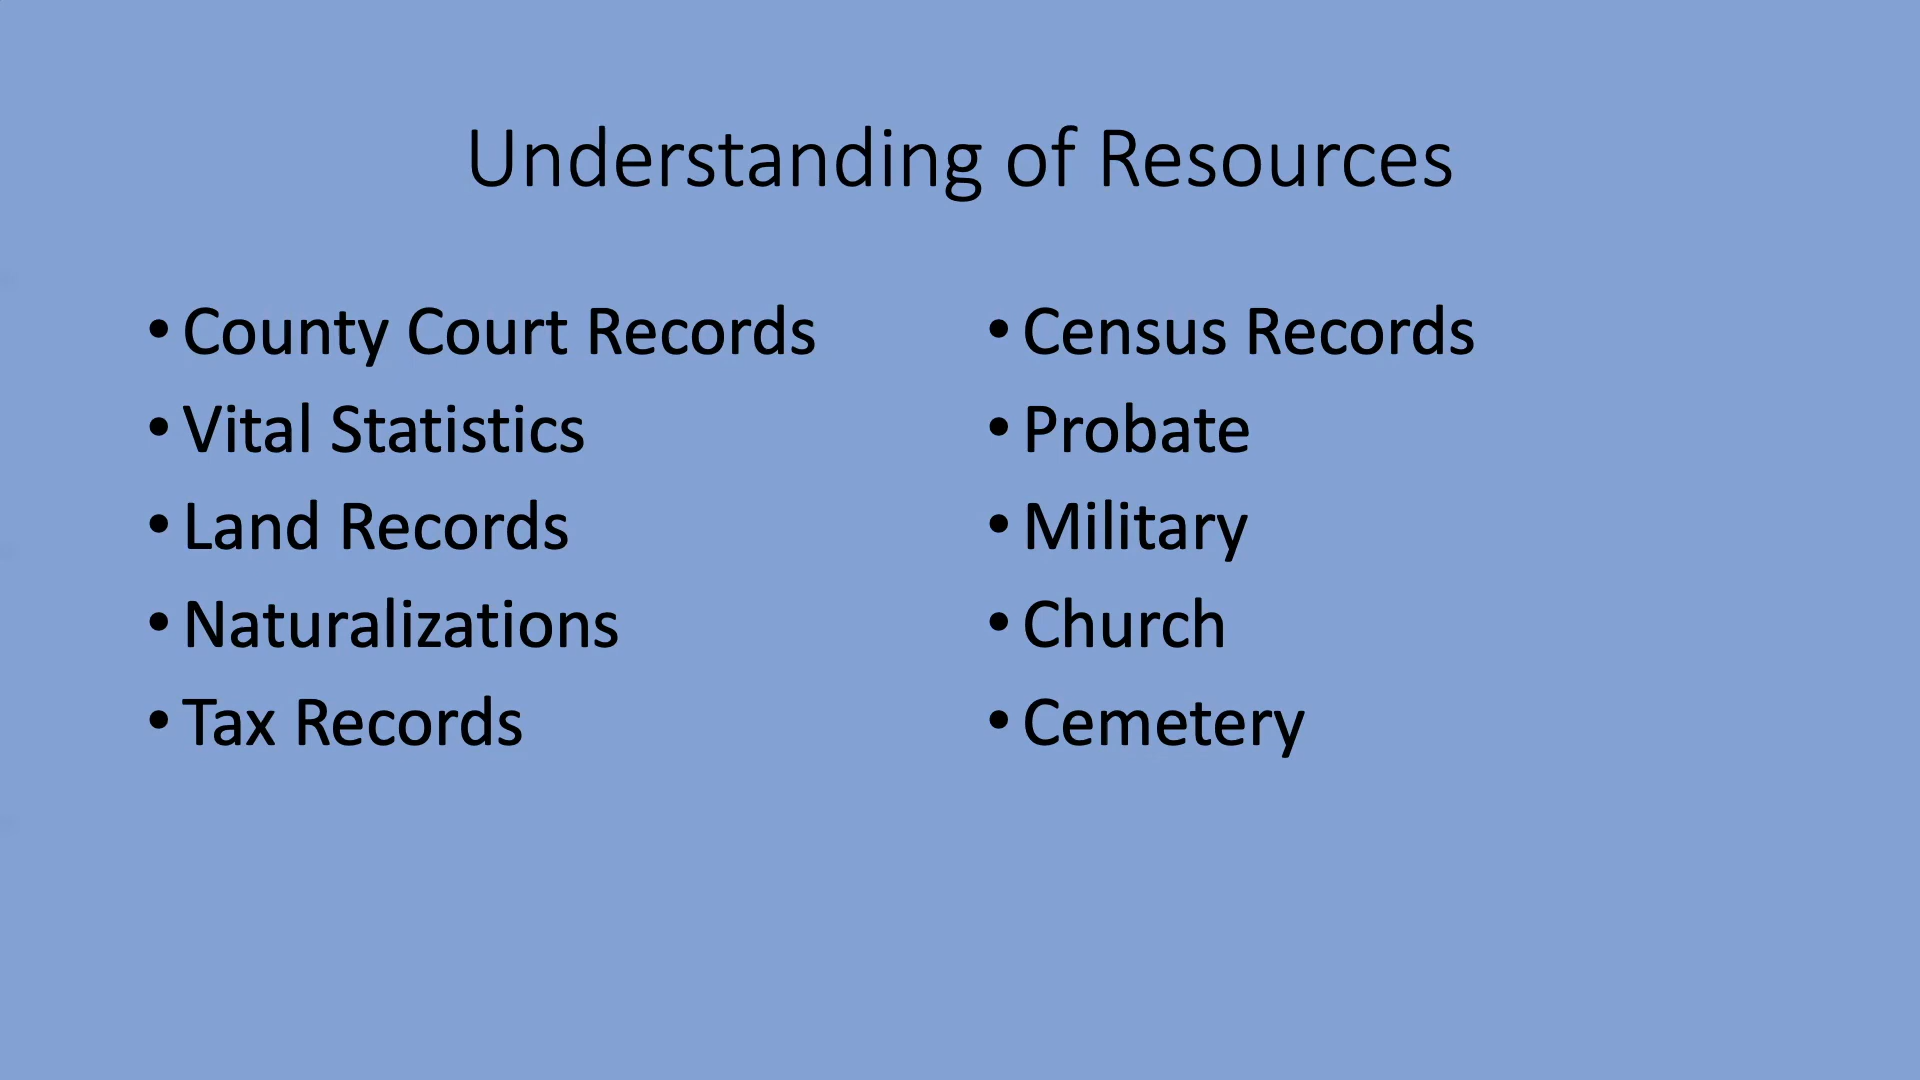 Understanding of Resources
• County Court Records
• Vital Statistics
• Land Records
• Naturalizations
• Tax Records
• Census Records
• Probate
• Military
• Church
• Cemetery